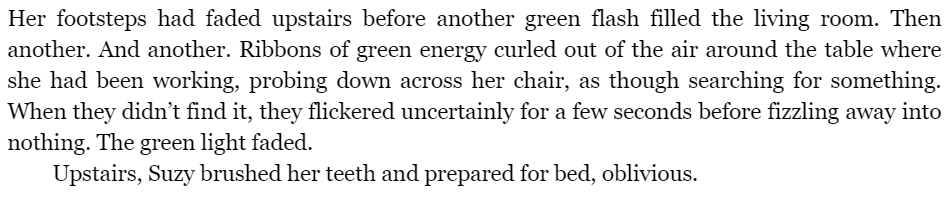 Her footsteps had faded upstairs before another green flash filled the living room. Then
another. And another. Ribbons of green energy curled out of the air around the table where
she had been working, probing down across her chair, as though searching for something.
When they didn’t find it, they flickered uncertainly for a few seconds before fizzling away into
nothing. The green light faded.
Upstairs, Suzy brushed her teeth and prepared for bed, oblivious.